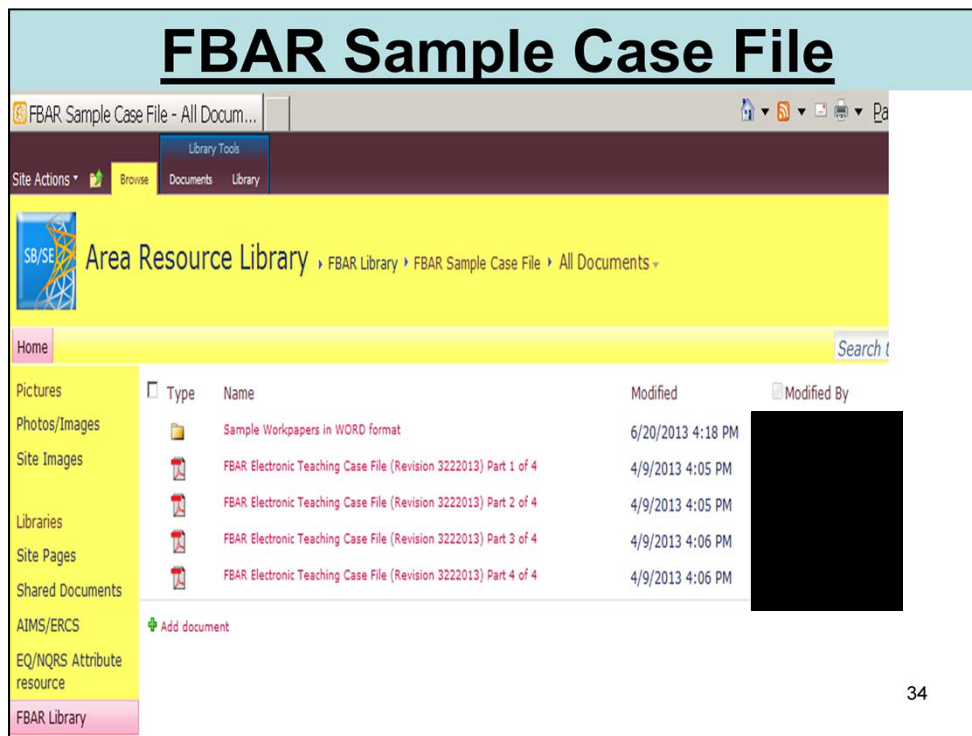 FBAR Sample Case File
FBAR Sample Case File - All Docum...
Pa
Library Tools
Site Actions Browse Documents Library
SB/SE
Area Resource Library FBAR Library FBAR Sample Case File All Documents
Home
Search t
Pictures
Photos/Images
Site Images
Libraries
Site Pages
Shared Documents
AIMS/ERCS
EQ/NQRS Attribute
resource
FBAR Library
Type Name Modified Modified By
Sample Workpapers in WORD format 6/20/2013 4:18 PM
FBAR Electronic Teaching Case File (Revision 3222013) Part 1 of 4 4/9/2013 4:05 PM
FBAR Electronic Teaching Case File (Revision 3222013) Part 2 of 4 4/9/2013 4:05 PM
FBAR Electronic Teaching Case File (Revision 3222013) Part 3 of 4 4/9/2013 4:06 PM
FBAR Electronic Teaching Case File (Revision 3222013) Part 4 of 4 4/9/2013 4:06 PM
Add document
34